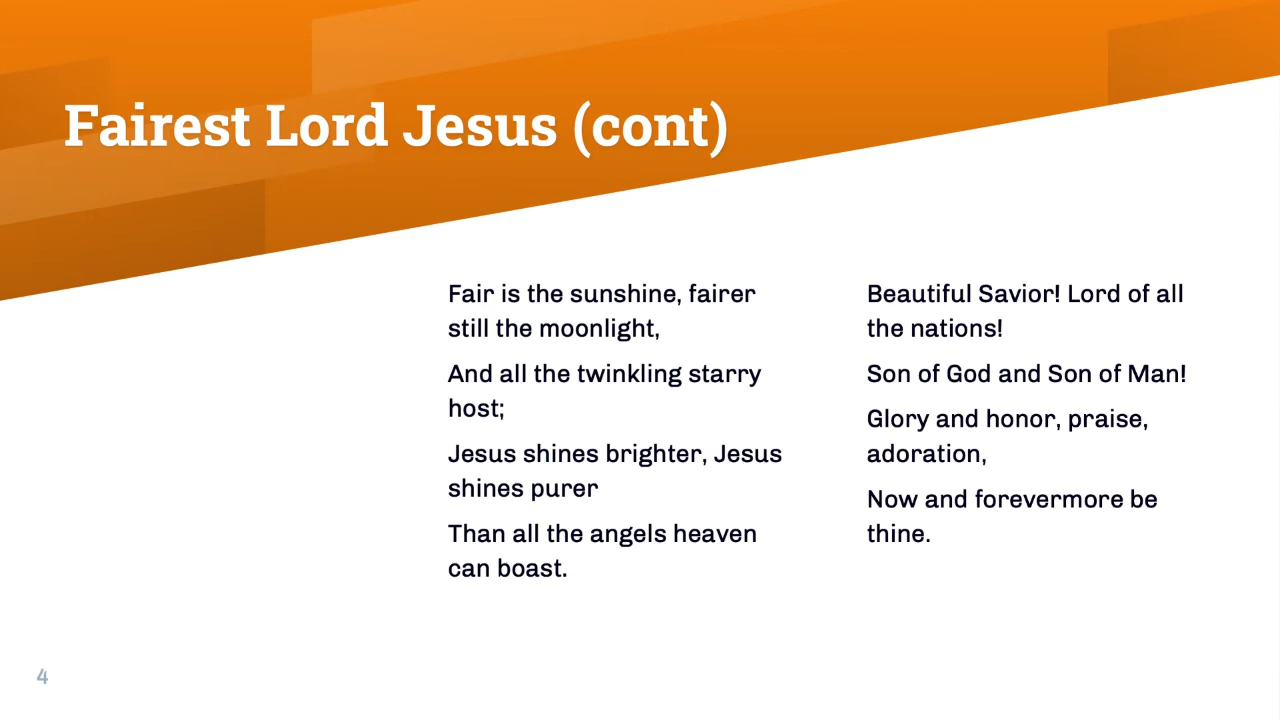 Fairest Lord Jesus (cont)
Fair is the sunshine, fairer
still the moonlight,
And all the twinkling starry
host;
Jesus shines brighter, Jesus
shines purer
Than all the angels heaven
can boast.
Beautiful Savior! Lord of all
the nations!
Son of God and Son of Man!
Glory and honor, praise,
adoration,
Now and forevermore be
thine.
4